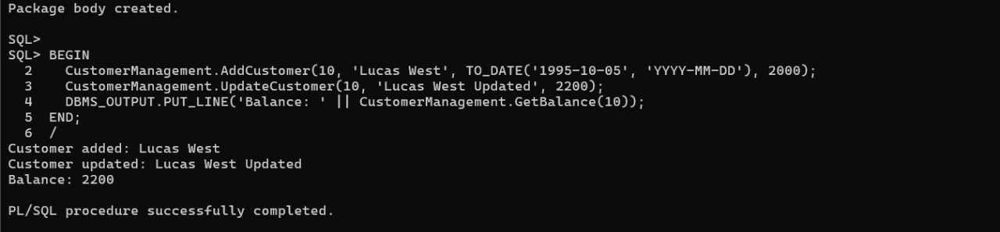 Package body created.
SQL>
SQL> BEGIN
  2    CustomerManagement.AddCustomer(10, 'Lucas West', TO_DATE('1995-10-05', 'YYYY-MM-DD'), 2000);
  3    CustomerManagement.UpdateCustomer(10, 'Lucas West Updated', 2200);
  4    DBMS_OUTPUT.PUT_LINE('Balance: ' || CustomerManagement.GetBalance(10));
  5  END;
  6  /
Customer added: Lucas West
Customer updated: Lucas West Updated
Balance: 2200
PL/SQL procedure successfully completed.